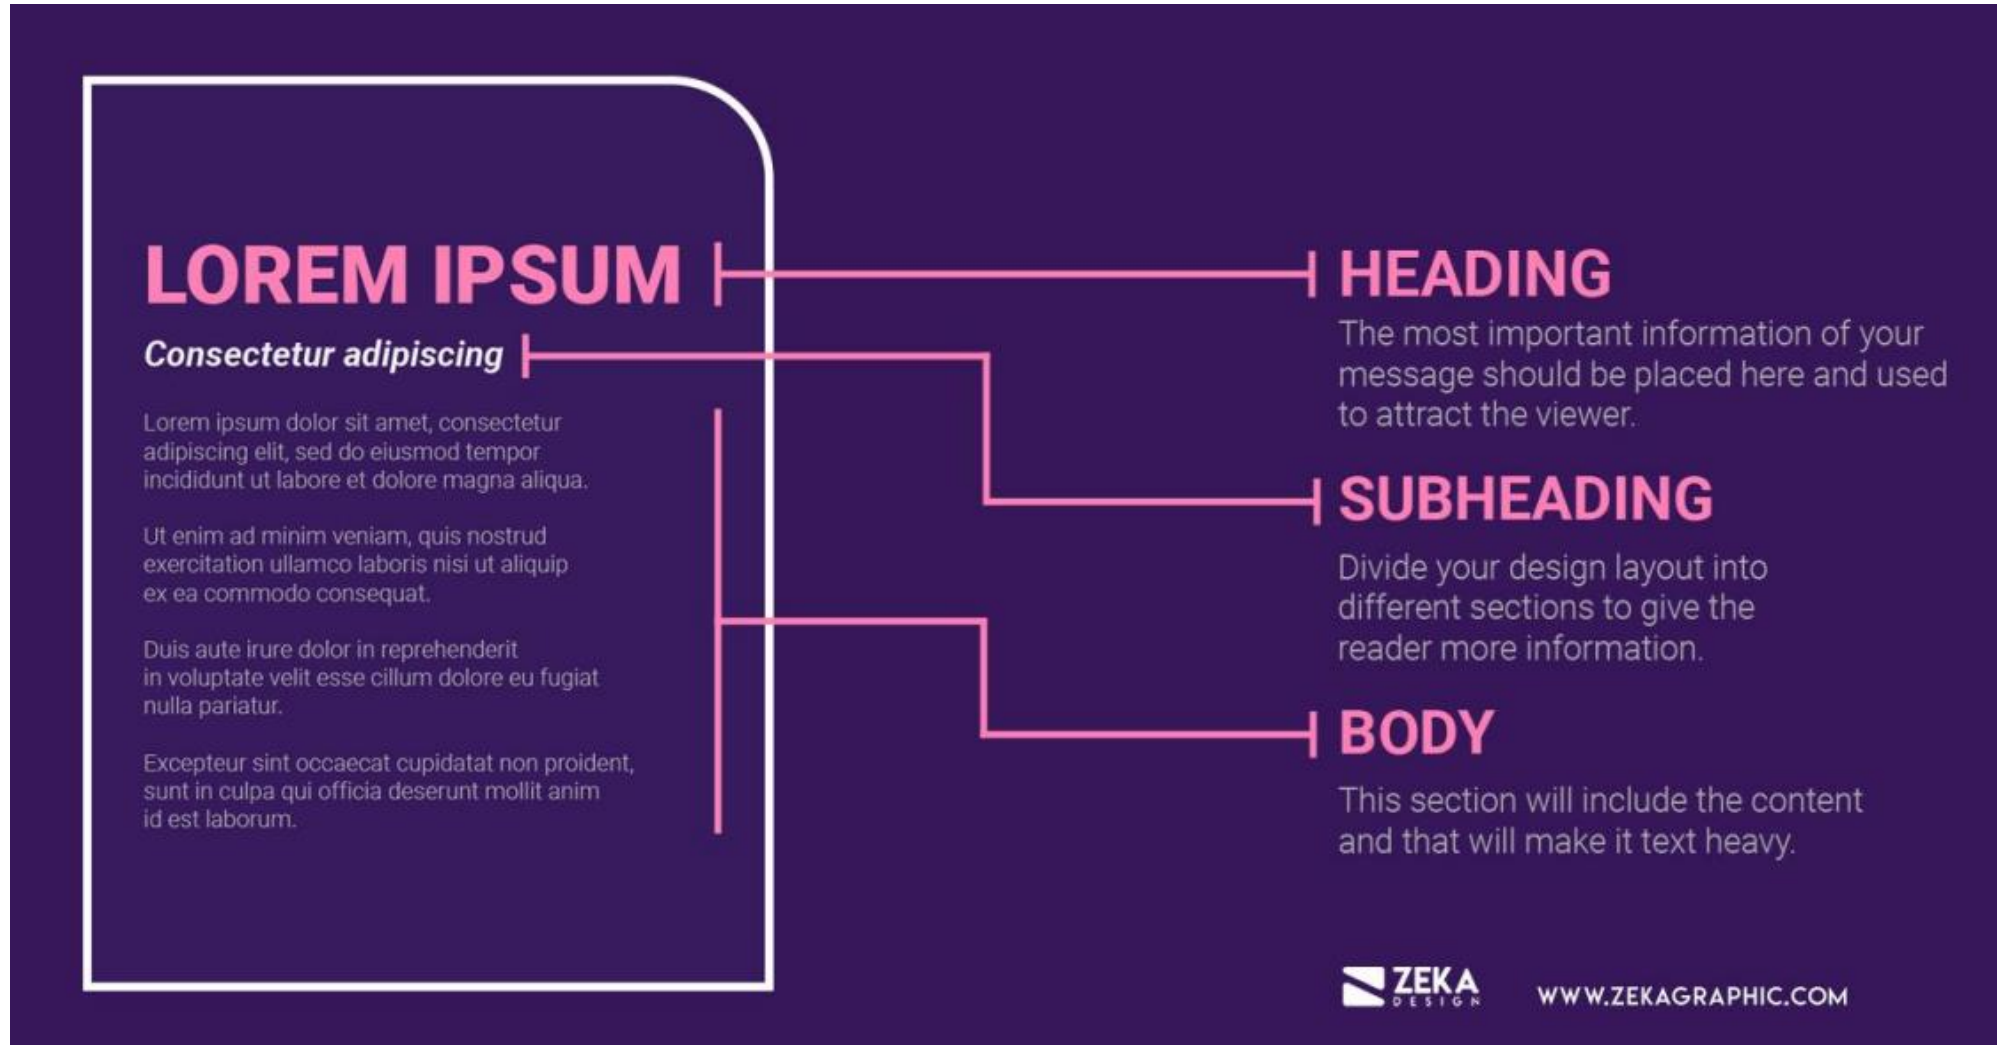 LOREM IPSUM
Consectetur adipiscing
Lorem ipsum dolor sit amet, consectetur
adipiscing elit, sed do eiusmod tempor
incididunt ut labore et dolore magna aliqua.
Ut enim ad minim veniam, quis nostrud
exercitation ullamco laboris nisi ut aliquip
ex ea commodo consequat.
Duis aute irure dolor in reprehenderit
in voluptate velit esse cillum dolore eu fugiat
nulla pariatur.
Excepteur sint occaecat cupidatat non proident,
sunt in culpa qui officia deserunt mollit anim
id est laborum.
HEADING
The most important information of your
message should be placed here and used
to attract the viewer.
SUBHEADING
Divide your design layout into
different sections to give the
reader more information.
BODY
This section will include the content
and that will make it text heavy.
ZEKA
DESIGN
WWW.ZEKAGRAPHIC.COM